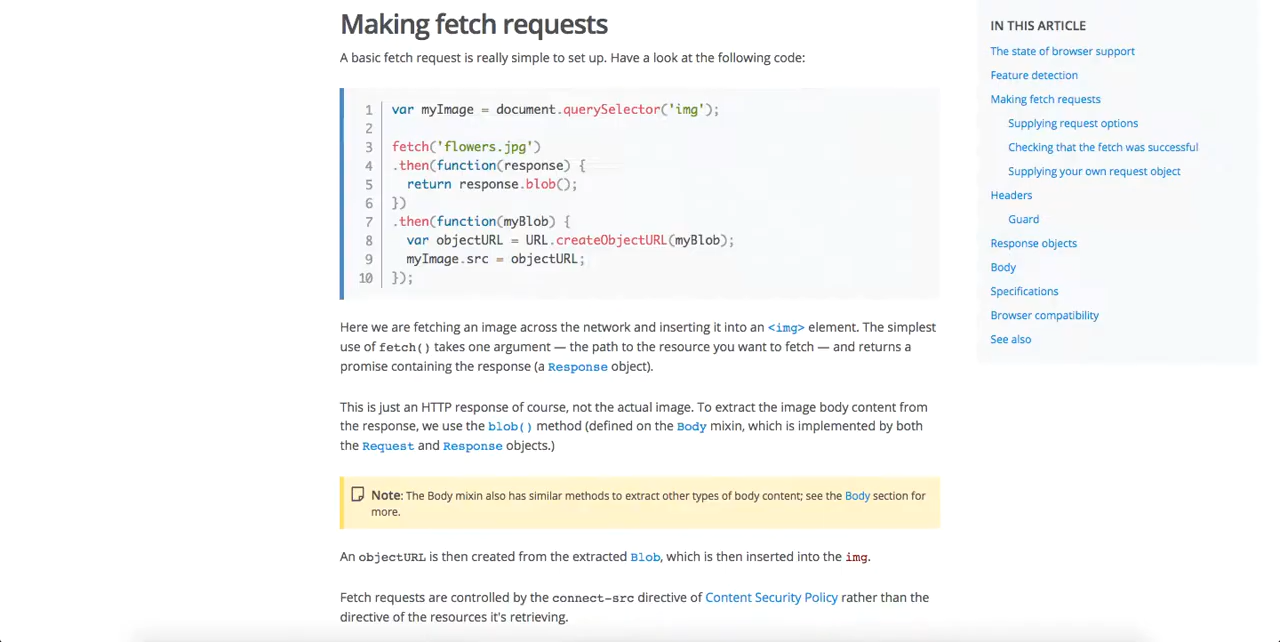 Making fetch requests
A basic fetch request is really simple to set up. Have a look at the following code:
1 var myImage = document.querySelector('img');
2
3 fetch('flowers.jpg')
4 .then(function(response) {
5   return response.blob();
6 })
7 .then(function(myBlob) {
8   var objectURL = URL.createObjectURL(myBlob);
9   myImage.src = objectURL;
10 });
Here we are fetching an image across the network and inserting it into an <img> element. The simplest
use of fetch() takes one argument — the path to the resource you want to fetch — and returns a
promise containing the response (a Response object).
This is just an HTTP response of course, not the actual image. To extract the image body content from
the response, we use the blob() method (defined on the Body mixin, which is implemented by both
the Request and Response objects.)
Note: The Body mixin also has similar methods to extract other types of body content; see the Body section for
more.
An objectURL is then created from the extracted Blob, which is then inserted into the img.
Fetch requests are controlled by the connect-src directive of Content Security Policy rather than the
directive of the resources it's retrieving.
IN THIS ARTICLE
The state of browser support
Feature detection
Making fetch requests
Supplying request options
Checking that the fetch was successful
Supplying your own request object
Headers
Guard
Response objects
Body
Specifications
Browser compatibility
See also